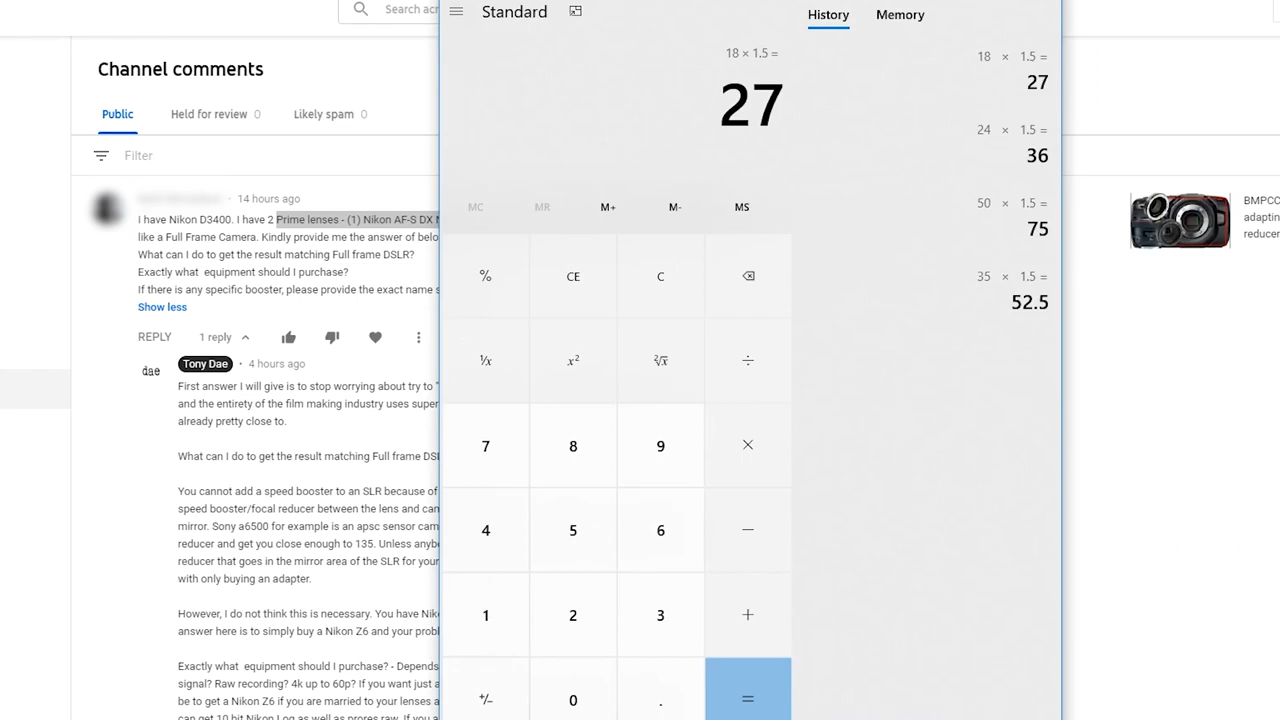 Search acr
Channel comments
Public
Held for review 0
Likely spam 0
Filter
14 hours ago
I have Nikon D3400. I have 2 Prime lenses - (1) Nikon AF-S DX
like a Full Frame Camera. Kindly provide me the answer of belo
What can I do to get the result matching Full frame DSLR?
Exactly what equipment should I purchase?
If there is any specific booster, please provide the exact name s
Show less
REPLY
1 reply
dae
Tony Dae
4 hours ago
First answer I will give is to stop worrying about try to "
and the entirety of the film making industry uses super
already pretty close to.
What can I do to get the result matching Full frame DSL
You cannot add a speed booster to an SLR because of
speed booster/focal reducer between the lens and can
mirror. Sony a6500 for example is an apsc sensor cam
reducer and get you close enough to 135. Unless anyb
reducer that goes in the mirror area of the SLR for your
with only buying an adapter.
However, I do not think this is necessary. You have Nik
answer here is to simply buy a Nikon Z6 and your probl
Exactly what equipment should I purchase? - Depends
signal? Raw recording? 4k up to 60p? If you want just a
be to get a Nikon Z6 if you are married to your lenses a
can get 10 bit Nikon Log as well as prores raw. If you al
Standard
18 × 1.5 =
27
MC
MR
M+
M-
MS
%
CE
C
⌫
¹/x
x²
²√x
÷
7
8
9
×
4
5
6
−
1
2
3
+
+/−
0
.
=
History
Memory
18 × 1.5 =
27
24 × 1.5 =
36
50 × 1.5 =
75
35 × 1.5 =
52.5
BMPCC
adapting
reducer